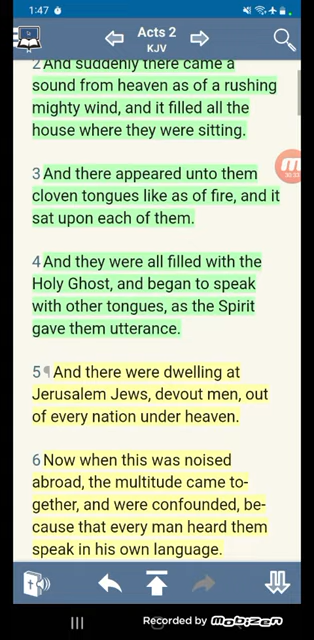 1:47
Acts 2
KJV
2 And suddenly there came a
sound from heaven as of a rushing
mighty wind, and it filled all the
house where they were sitting.
3 And there appeared unto them
cloven tongues like as of fire, and it
sat upon each of them.
4 And they were all filled with the
Holy Ghost, and began to speak
with other tongues, as the Spirit
gave them utterance.
5 ¶ And there were dwelling at
Jerusalem Jews, devout men, out
of every nation under heaven.
6 Now when this was noised
abroad, the multitude came to-
gether, and were confounded, be-
cause that every man heard them
speak in his own language.
Recorded by Mobizen